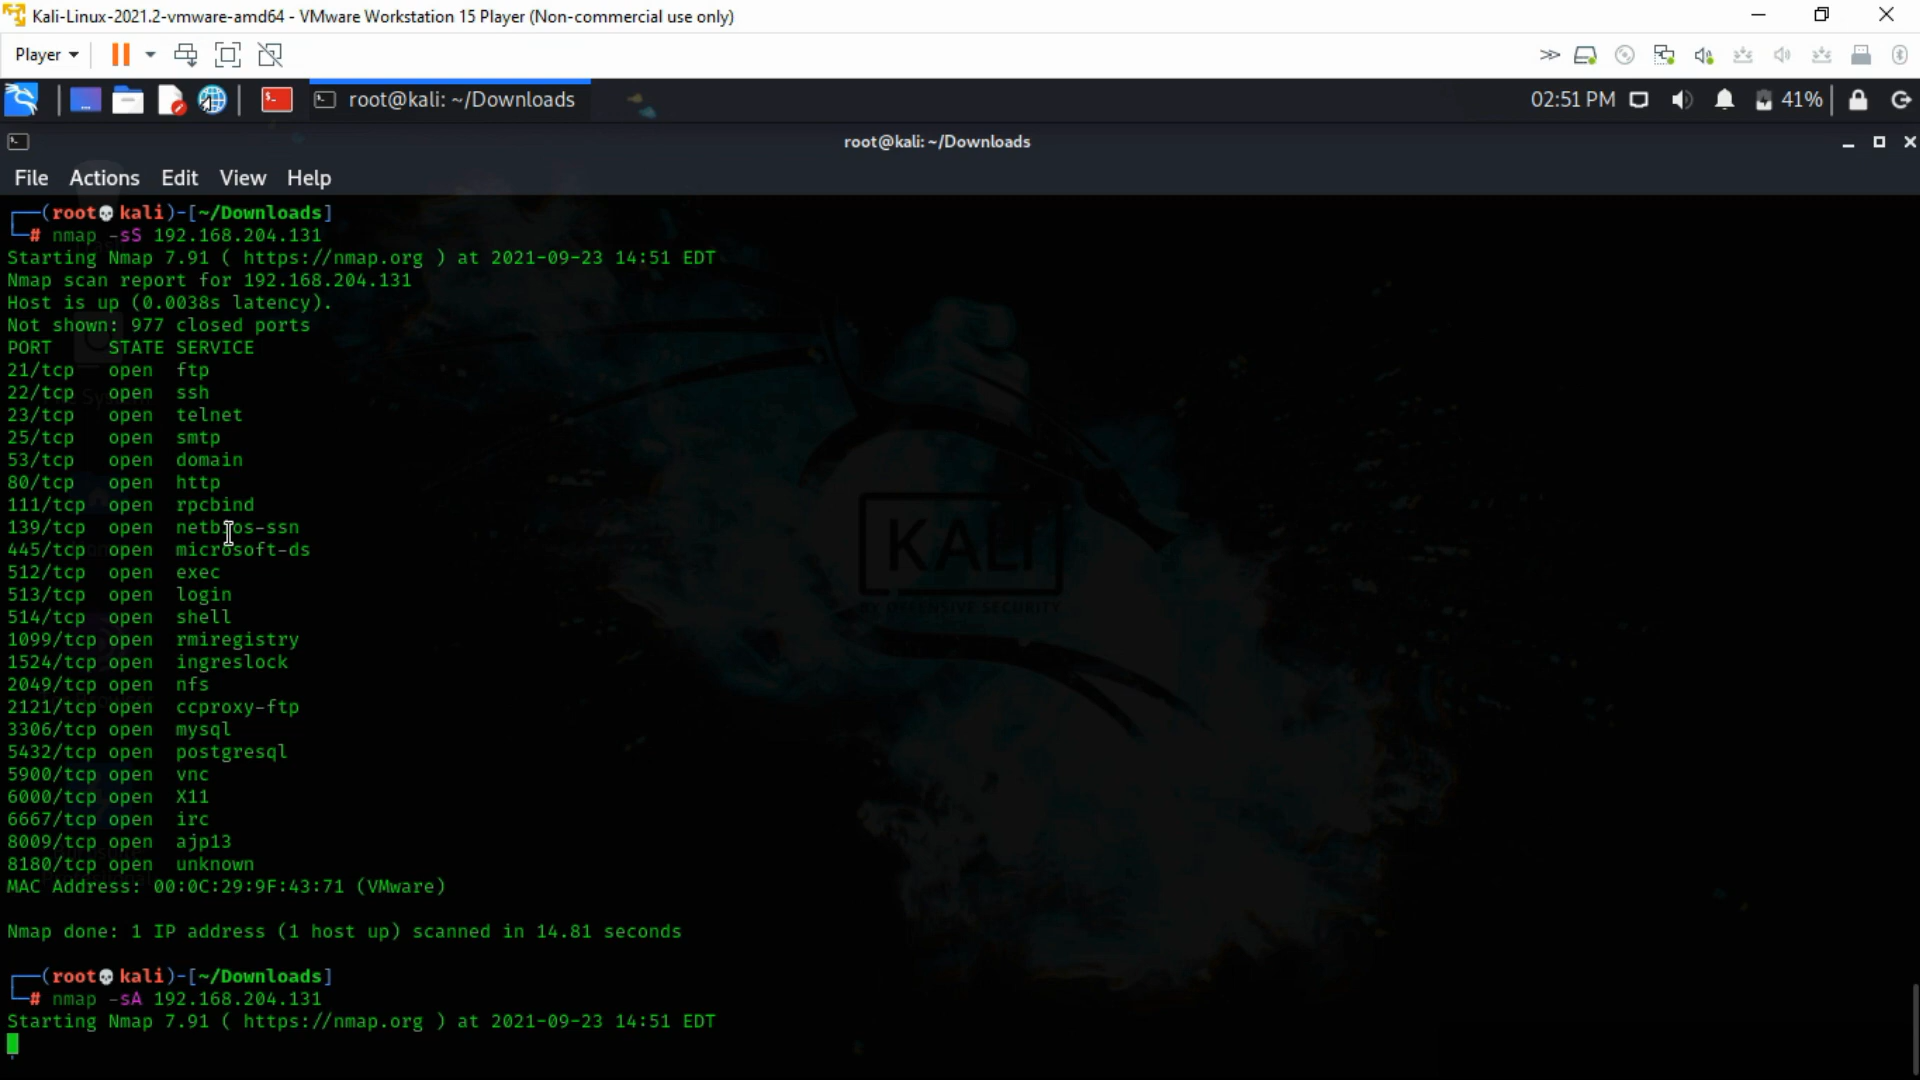 Kali-Linux-2021.2-vmware-amd64 - VMware Workstation 15 Player (Non-commercial use only)
Player
root@kali: ~/Downloads
02:51 PM
41%
root@kali: ~/Downloads
File Actions Edit View Help
┌──(root💀kali)-[~/Downloads]
└─# nmap -sS 192.168.204.131
Starting Nmap 7.91 ( https://nmap.org ) at 2021-09-23 14:51 EDT
Nmap scan report for 192.168.204.131
Host is up (0.0038s latency).
Not shown: 977 closed ports
PORT STATE SERVICE
21/tcp open ftp
22/tcp open ssh
23/tcp open telnet
25/tcp open smtp
53/tcp open domain
80/tcp open http
111/tcp open rpcbind
139/tcp open netbios-ssn
445/tcp open microsoft-ds
512/tcp open exec
513/tcp open login
514/tcp open shell
1099/tcp open rmiregistry
1524/tcp open ingreslock
2049/tcp open nfs
2121/tcp open ccproxy-ftp
3306/tcp open mysql
5432/tcp open postgresql
5900/tcp open vnc
6000/tcp open X11
6667/tcp open irc
8009/tcp open ajp13
8180/tcp open unknown
MAC Address: 00:0C:29:9F:43:71 (VMware)
Nmap done: 1 IP address (1 host up) scanned in 14.81 seconds
┌──(root💀kali)-[~/Downloads]
└─# nmap -sA 192.168.204.131
Starting Nmap 7.91 ( https://nmap.org ) at 2021-09-23 14:51 EDT
KALI
BY OFFENSIVE SECURITY